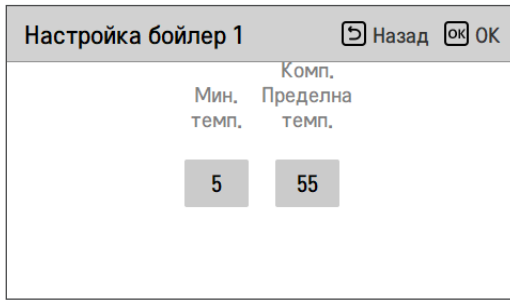 Настройка бойлер 1 Назад OK OK
Комп.
Мин. Пределна
темп. темп.
5 55